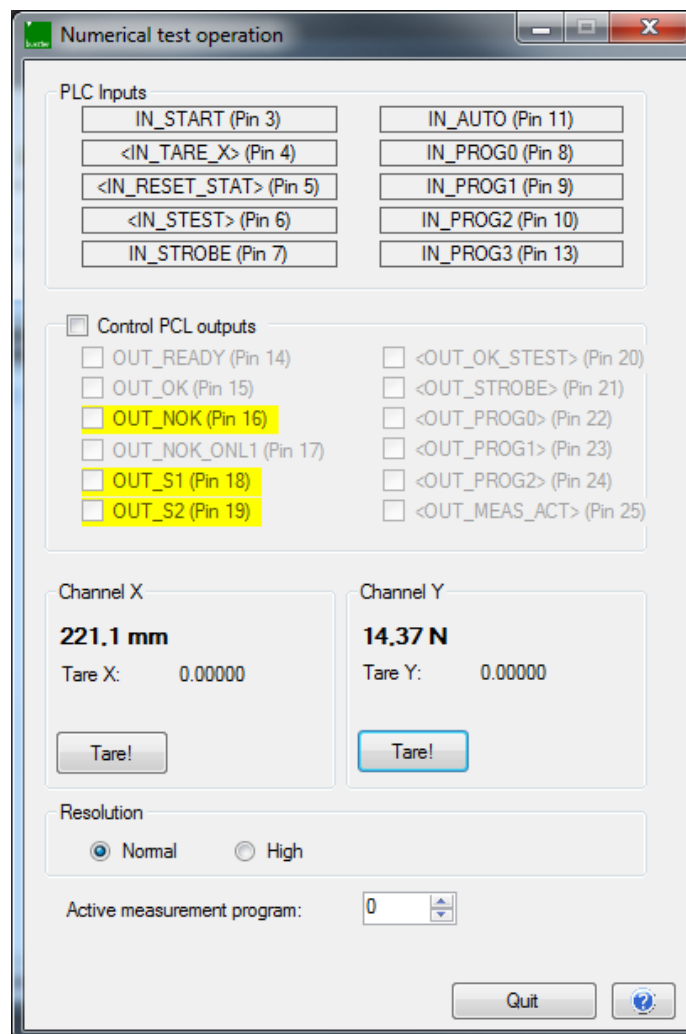 Numerical test operation
PLC Inputs
IN_START (Pin 3)
IN_AUTO (Pin 11)
<IN_TARE_X> (Pin 4)
IN_PROG0 (Pin 8)
<IN_RESET_STAT> (Pin 5)
IN_PROG1 (Pin 9)
<IN_STEST> (Pin 6)
IN_PROG2 (Pin 10)
IN_STROBE (Pin 7)
IN_PROG3 (Pin 13)
Control PCL outputs
OUT_READY (Pin 14)
<OUT_OK_STEST> (Pin 20)
OUT_OK (Pin 15)
<OUT_STROBE> (Pin 21)
OUT_NOK (Pin 16)
<OUT_PROG0> (Pin 22)
OUT_NOK_ONL1 (Pin 17)
<OUT_PROG1> (Pin 23)
OUT_S1 (Pin 18)
<OUT_PROG2> (Pin 24)
OUT_S2 (Pin 19)
<OUT_MEAS_ACT> (Pin 25)
Channel X
221.1 mm
Tare X: 0.00000
Tare!
Channel Y
14.37 N
Tare Y: 0.00000
Tare!
Resolution
Normal
High
Active measurement program: 0
Quit